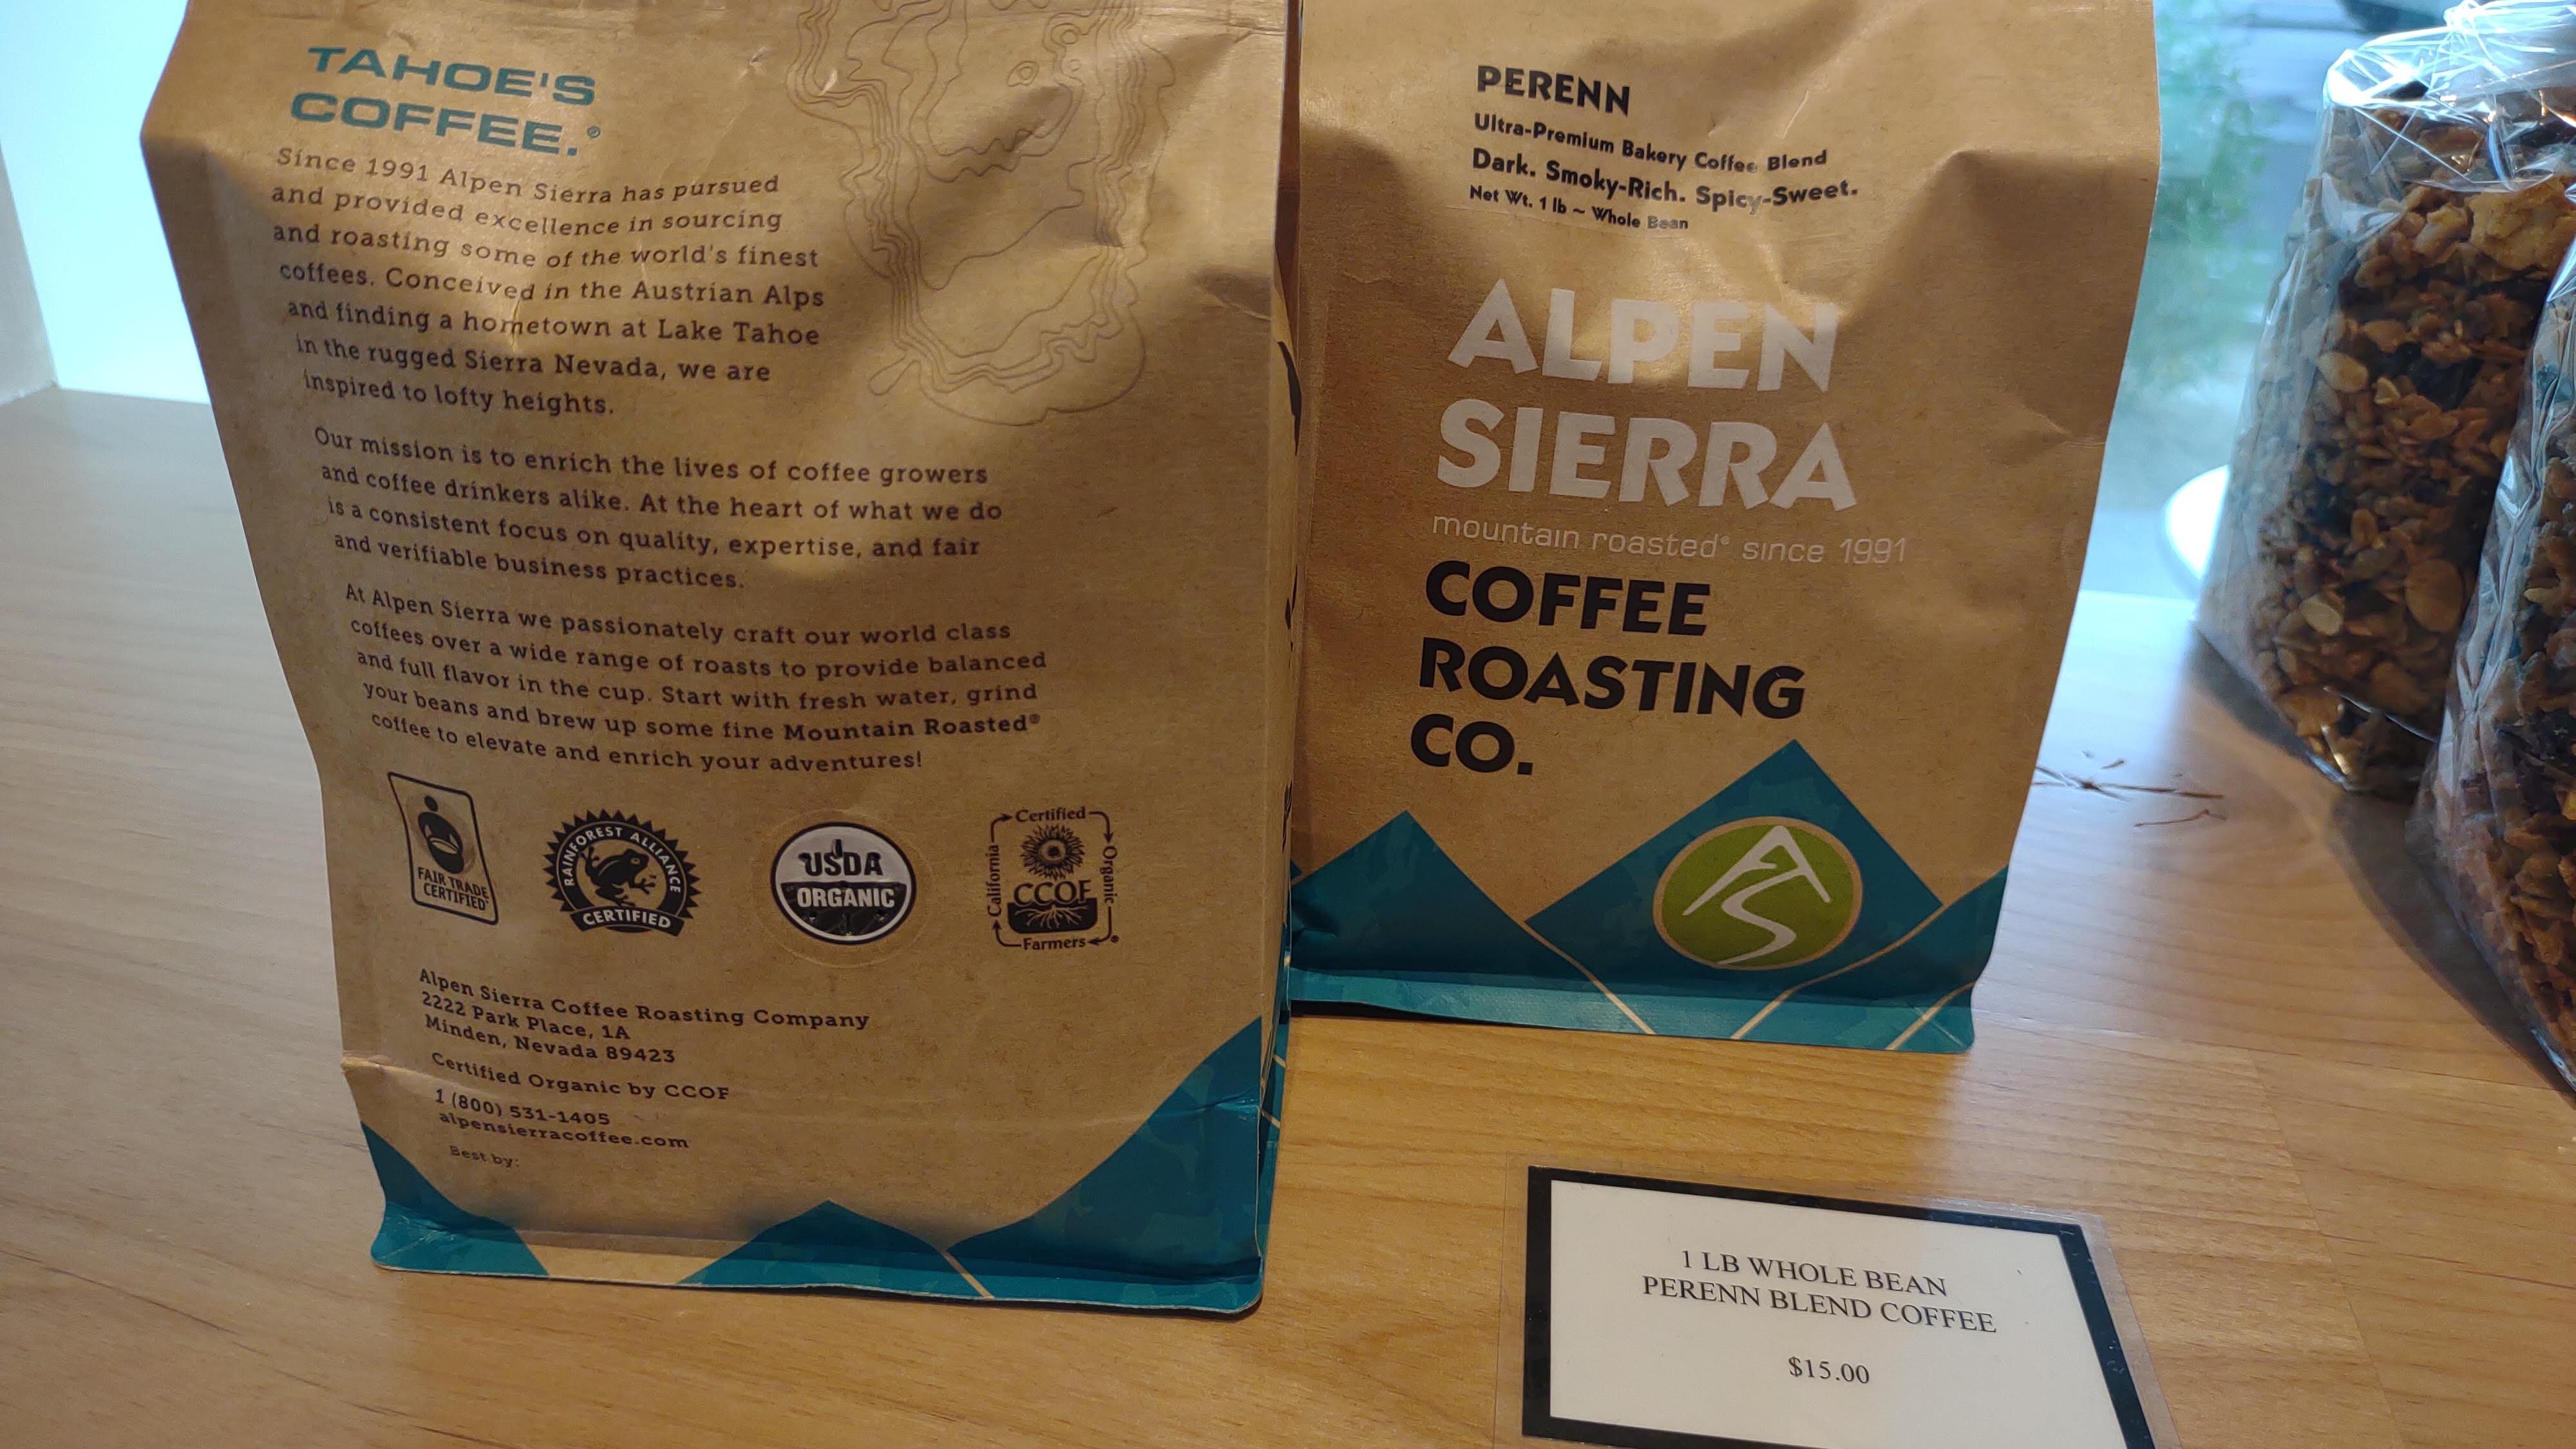 TAHOE'S
COFFEE.®
Since 1991 Alpen Sierra has pursued
and provided excellence in sourcing
and roasting some of the world's finest
coffees. Conceived in the Austrian Alps
and finding a hometown at Lake Tahoe
in the rugged Sierra Nevada, we are
inspired to lofty heights.
Our mission is to enrich the lives of coffee growers
and coffee drinkers alike. At the heart of what we do
is a consistent focus on quality, expertise, and fair
and verifiable business practices.
At Alpen Sierra we passionately craft our world class
coffees over a wide range of roasts to provide balanced
and full flavor in the cup. Start with fresh water, grind
your beans and brew up some fine Mountain Roasted®
coffee to elevate and enrich your adventures!
FAIR TRADE
CERTIFIED
RAINFOREST ALLIANCE
CERTIFIED
USDA
ORGANIC
Certified
California
Organic
CCOF
Farmers
Alpen Sierra Coffee Roasting Company
2222 Park Place, 1A
Minden, Nevada 89423
Certified Organic by CCOF
1 (800) 531-1405
alpensierracoffee.com
Best by:
PERENN
Ultra-Premium Bakery Coffee Blend
Dark. Smoky-Rich. Spicy-Sweet.
Net Wt. 1 lb ~ Whole Bean
ALPEN
SIERRA
mountain roasted® since 1991
COFFEE
ROASTING
CO.
1 LB WHOLE BEAN
PERENN BLEND COFFEE
$15.00